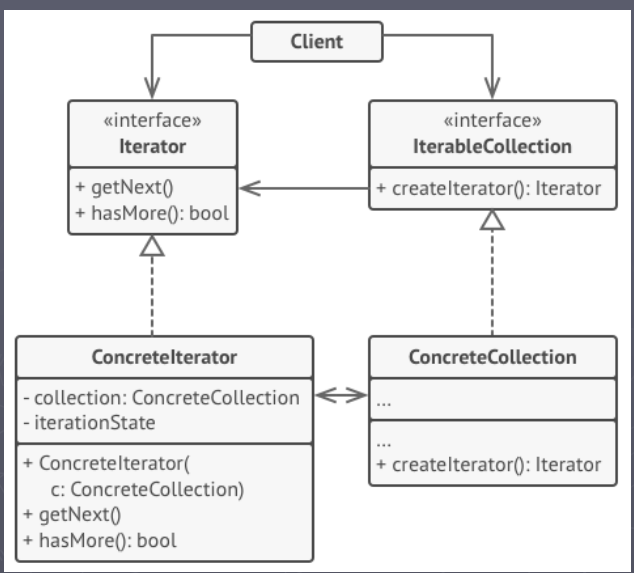 Client
«interface»
Iterator
+ getNext()
+ hasMore(): bool
«interface»
IterableCollection
+ createIterator(): Iterator
ConcreteIterator
- collection: ConcreteCollection
- iterationState
+ ConcreteIterator(
c: ConcreteCollection)
+ getNext()
+ hasMore(): bool
ConcreteCollection
...
...
+ createIterator(): Iterator